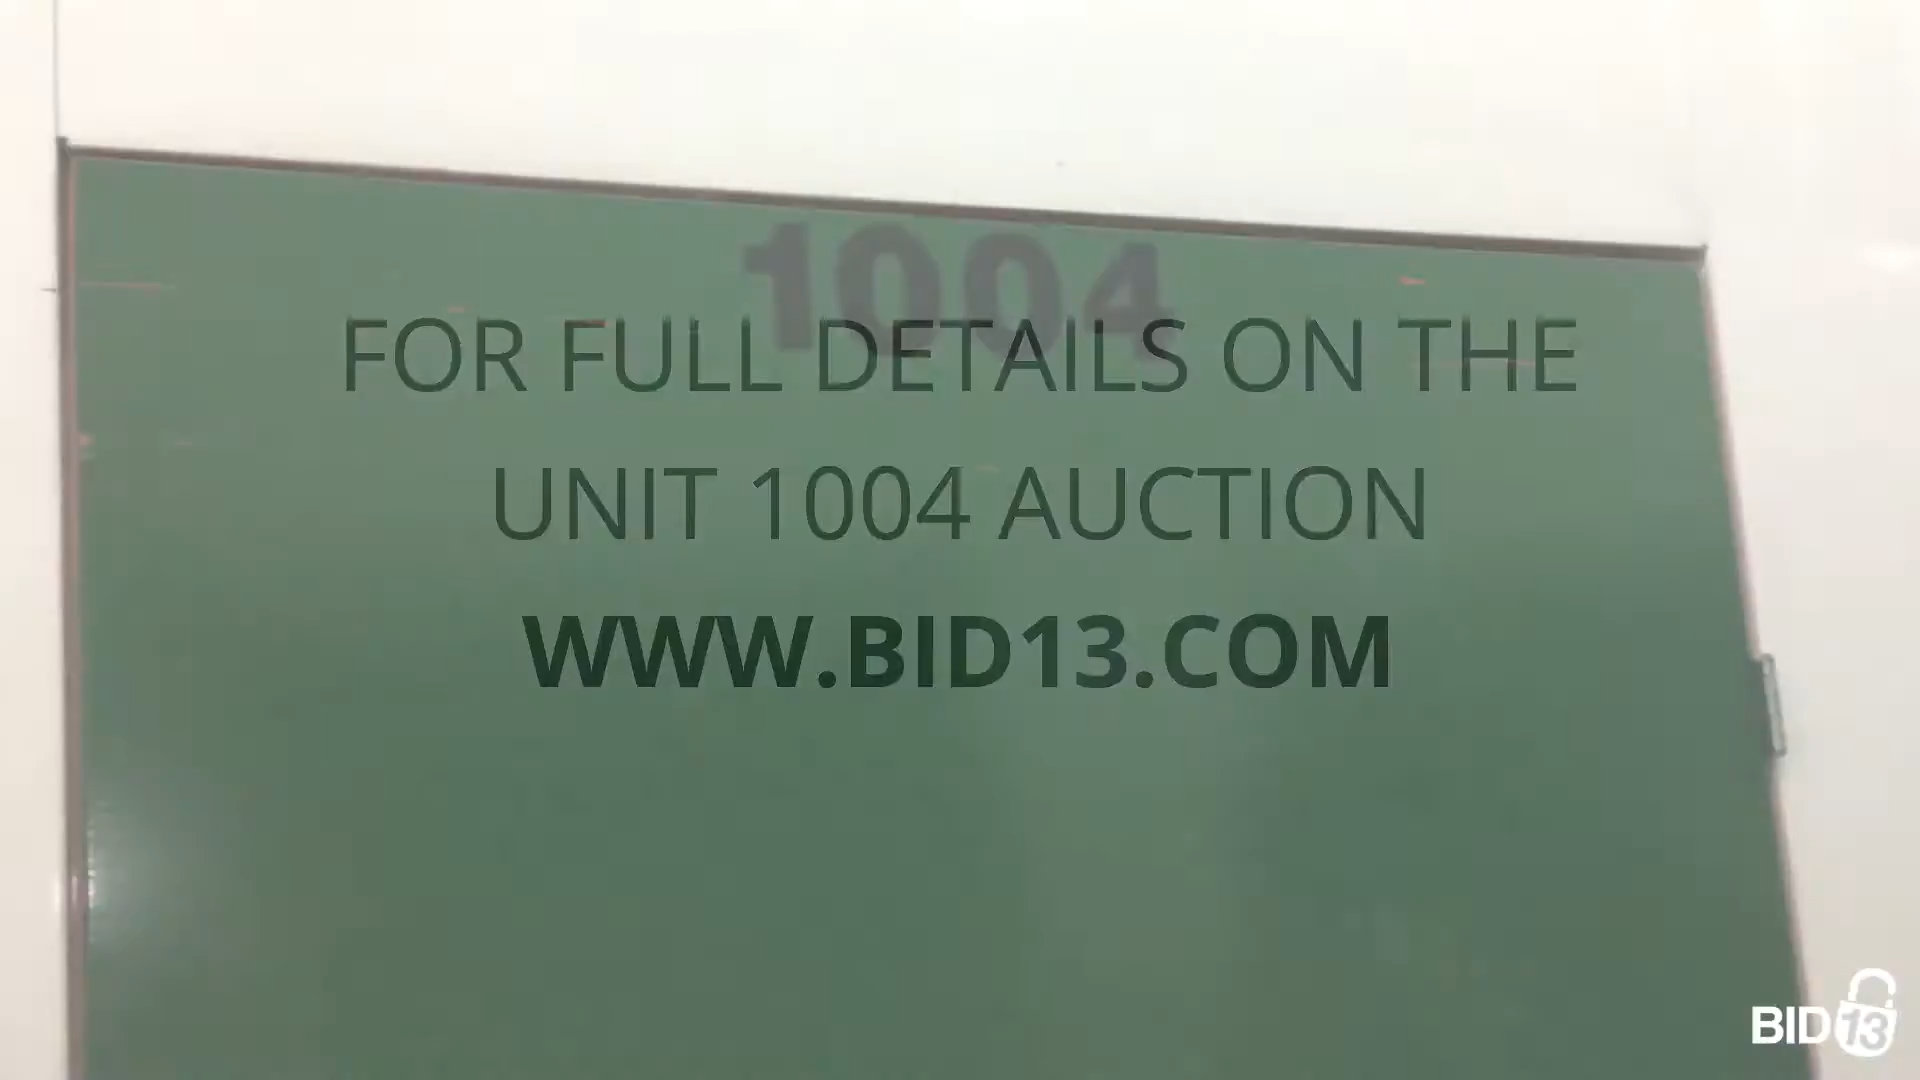 1004
FOR FULL DETAILS ON THE
UNIT 1004 AUCTION
WWW.BID13.COM
BID13